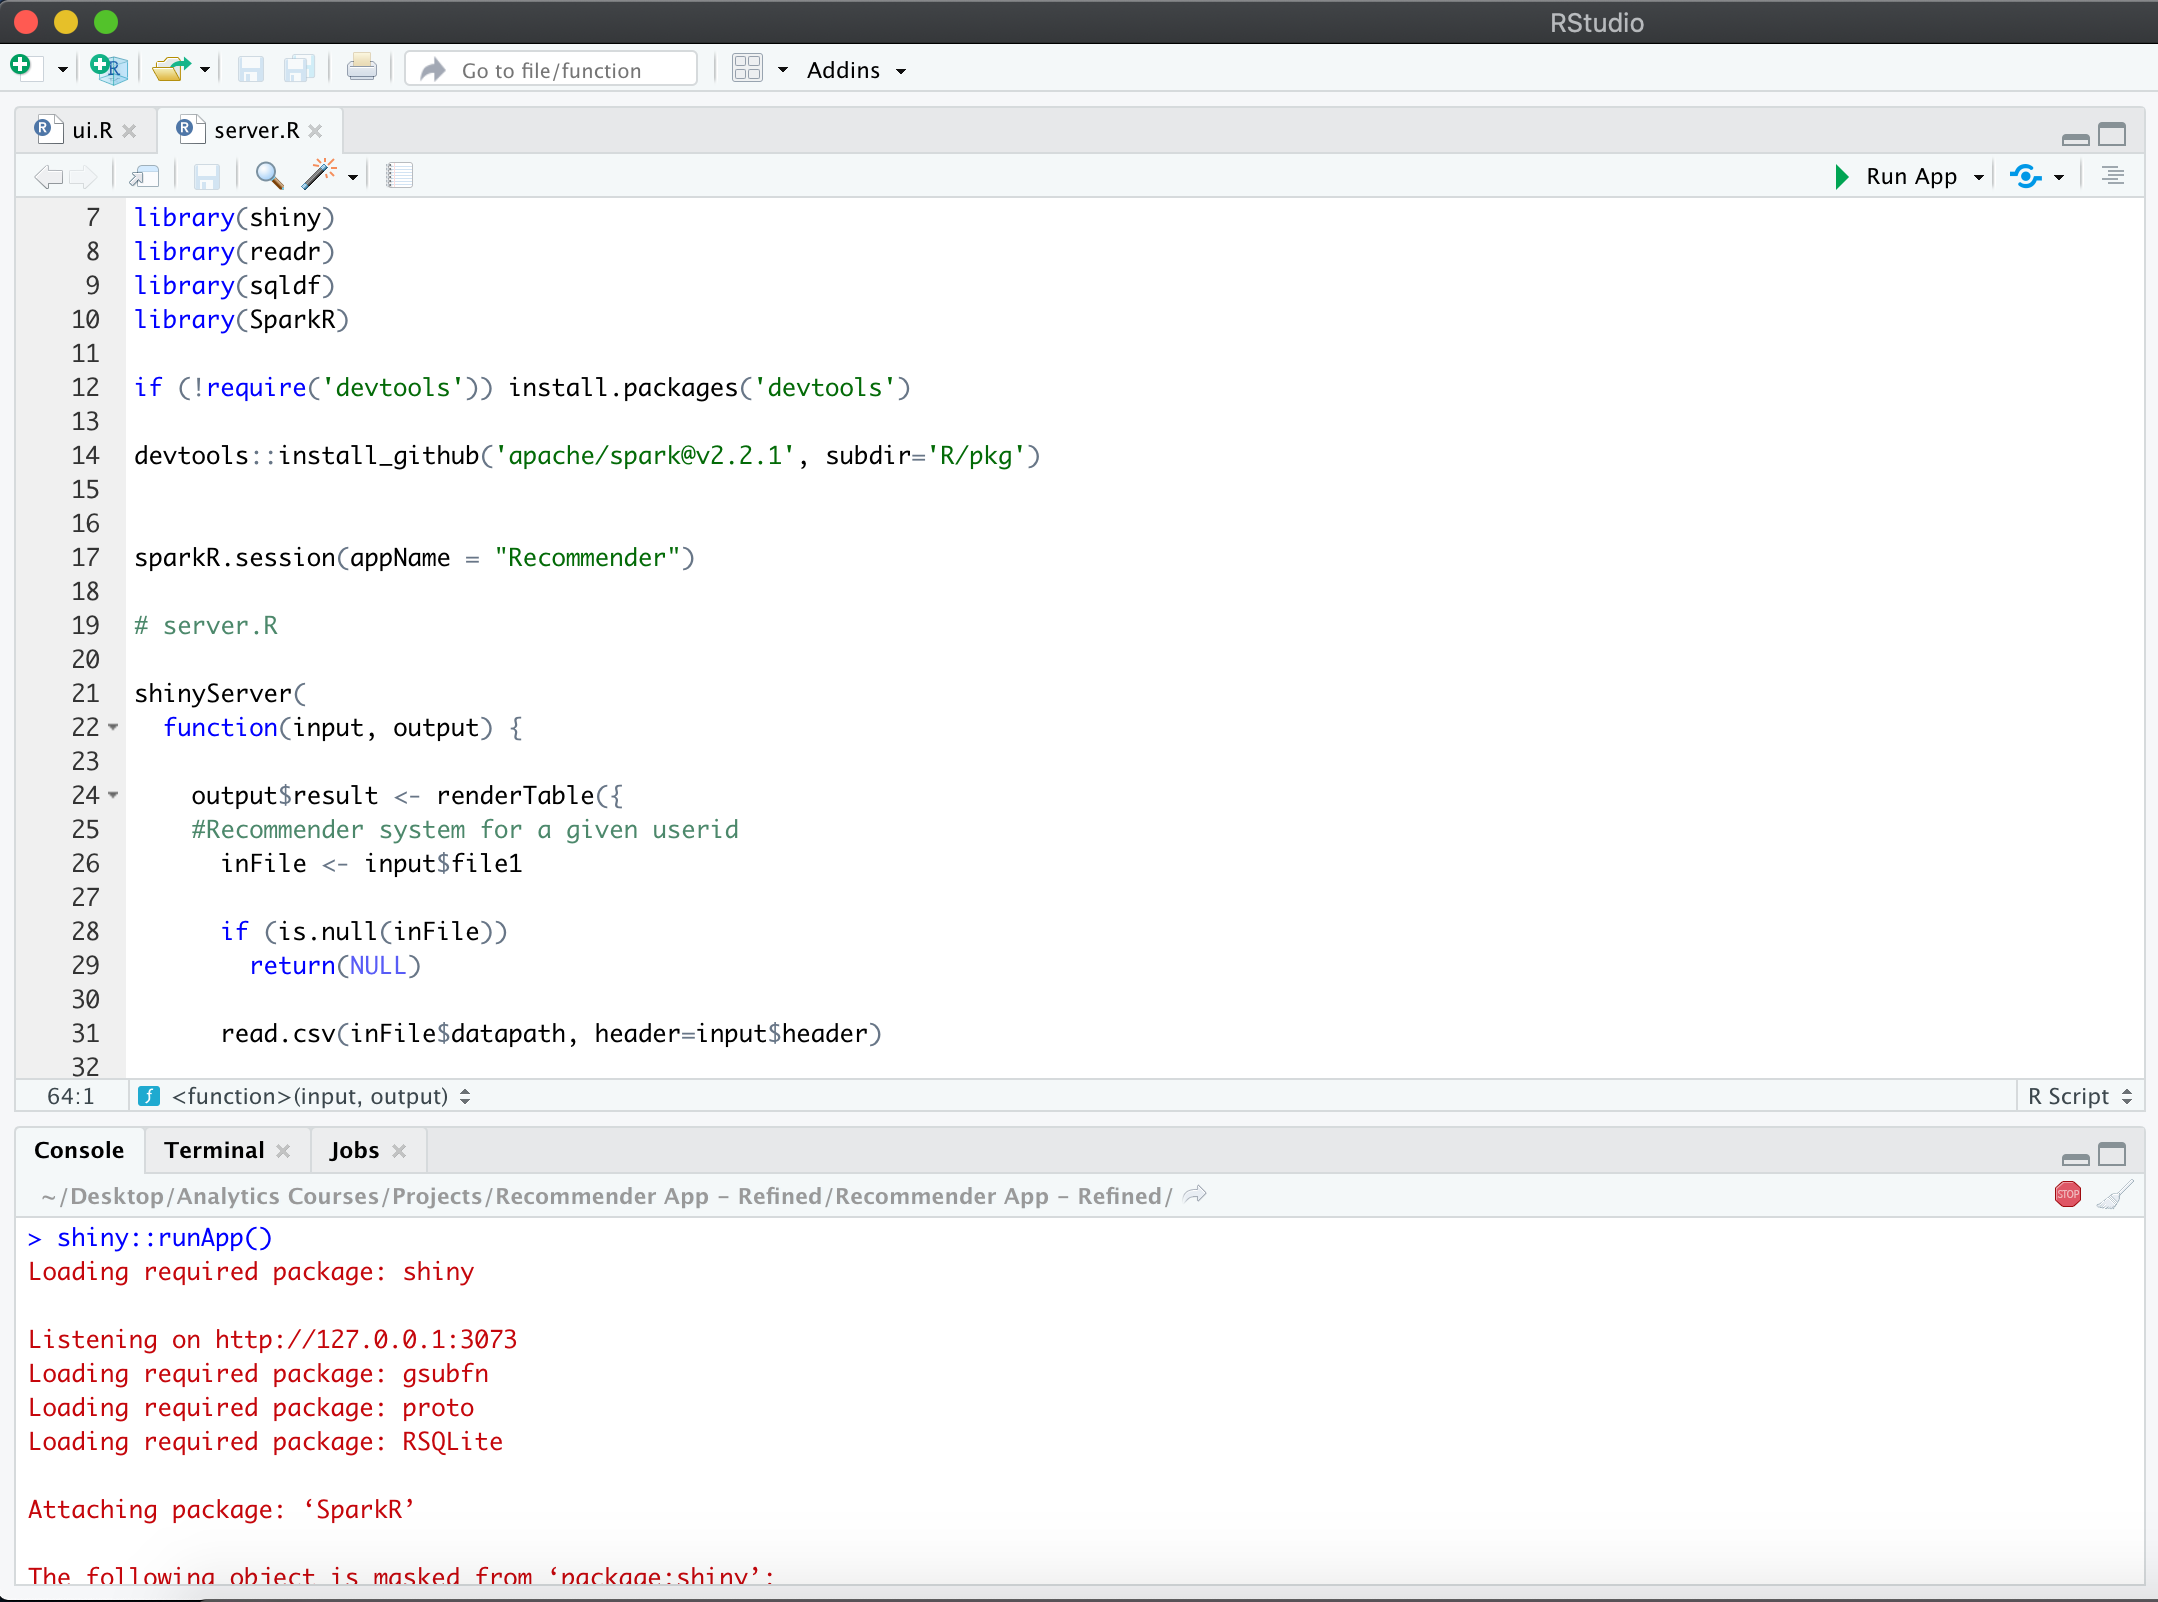 RStudio
Go to file/function
Addins
ui.R
server.R
Run App
7 library(shiny)
8 library(readr)
9 library(sqldf)
10 library(SparkR)
11
12 if (!require('devtools')) install.packages('devtools')
13
14 devtools::install_github('apache/spark@v2.2.1', subdir='R/pkg')
15
16
17 sparkR.session(appName = "Recommender")
18
19 # server.R
20
21 shinyServer(
22   function(input, output) {
23
24     output$result <- renderTable({
25     #Recommender system for a given userid
26       inFile <- input$file1
27
28       if (is.null(inFile))
29         return(NULL)
30
31       read.csv(inFile$datapath, header=input$header)
32
64:1 <function>(input, output) R Script
Console Terminal Jobs
~/Desktop/Analytics Courses/Projects/Recommender App – Refined/Recommender App – Refined/
STOP
> shiny::runApp()
Loading required package: shiny
Listening on http://127.0.0.1:3073
Loading required package: gsubfn
Loading required package: proto
Loading required package: RSQLite
Attaching package: ‘SparkR’
The following object is masked from ‘package:shiny’: